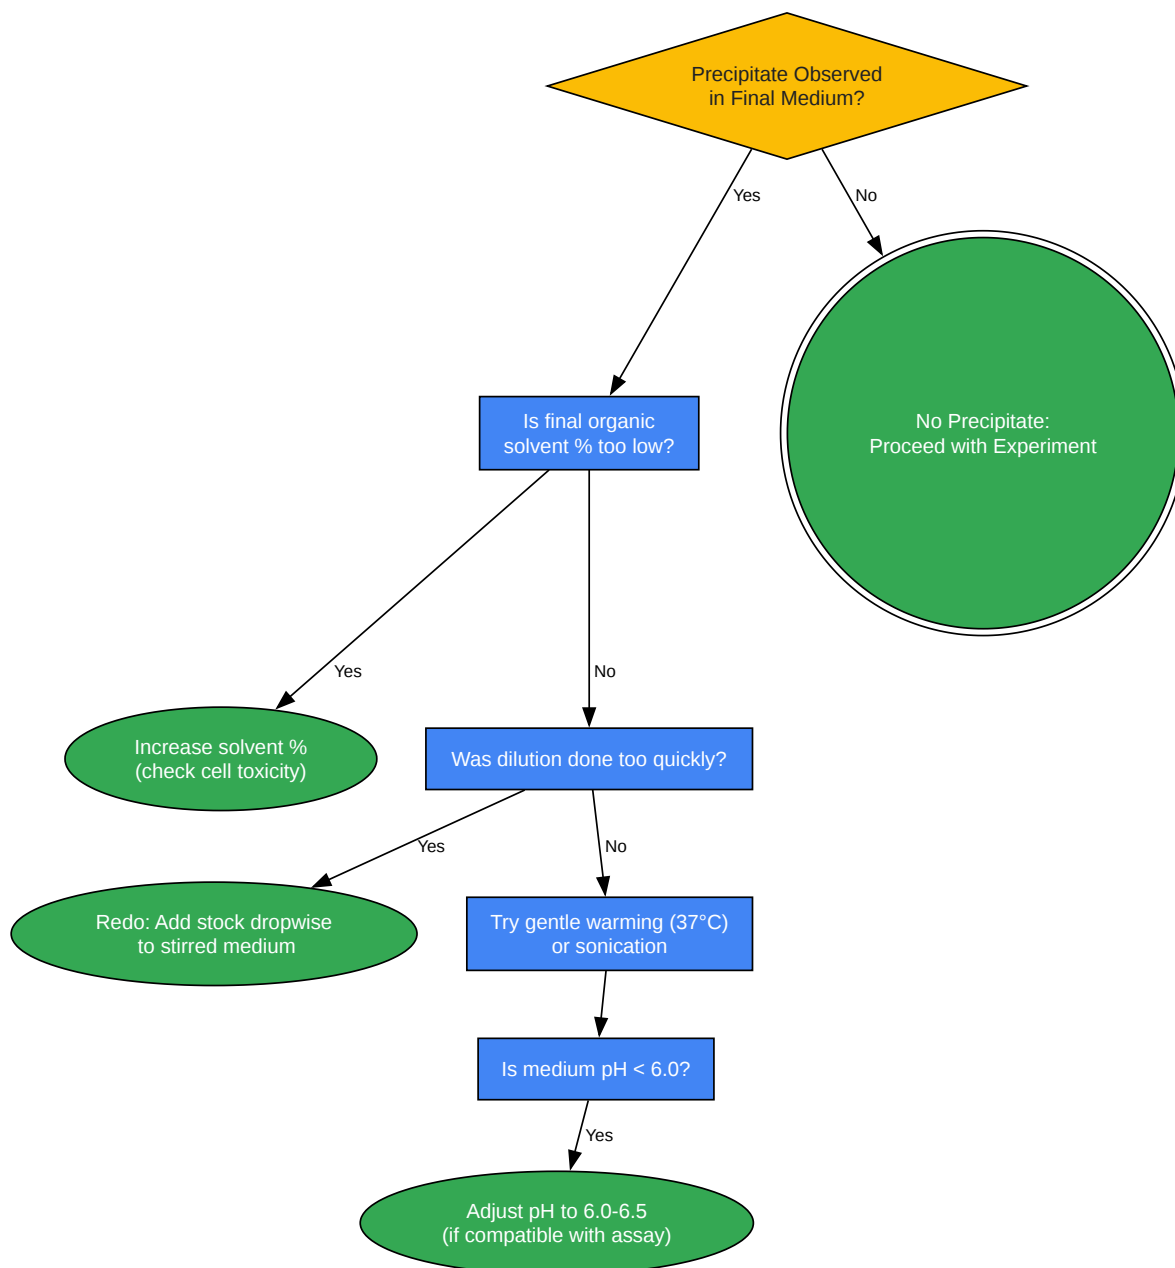 Precipitate Observed
in Final Medium?
Yes
No
Is final organic
solvent % too low?
No Precipitate:
Proceed with Experiment
Yes
No
Increase solvent %
(check cell toxicity)
Was dilution done too quickly?
Yes
No
Redo: Add stock dropwise
to stirred medium
Try gentle warming (37°C)
or sonication
Is medium pH < 6.0?
Yes
Adjust pH to 6.0-6.5
(if compatible with assay)